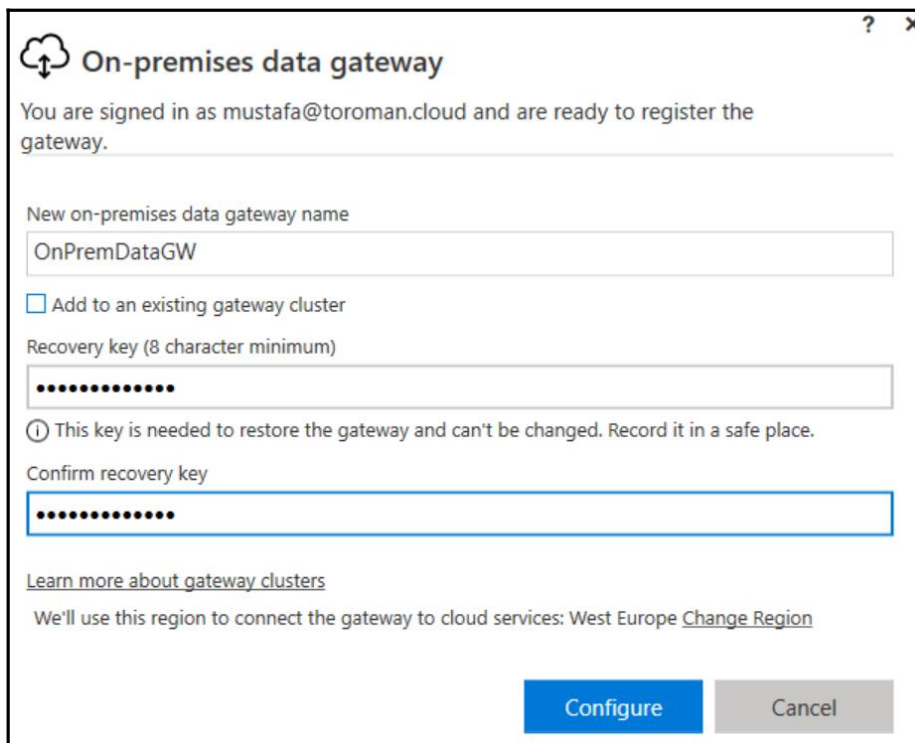 ?
On-premises data gateway
You are signed in as mustafa@toroman.cloud and are ready to register the
gateway.
New on-premises data gateway name
OnPremDataGW
Add to an existing gateway cluster
Recovery key (8 character minimum)
•••••••••••••
This key is needed to restore the gateway and can't be changed. Record it in a safe place.
Confirm recovery key
•••••••••••••
Learn more about gateway clusters
We'll use this region to connect the gateway to cloud services: West Europe Change Region
Configure Cancel